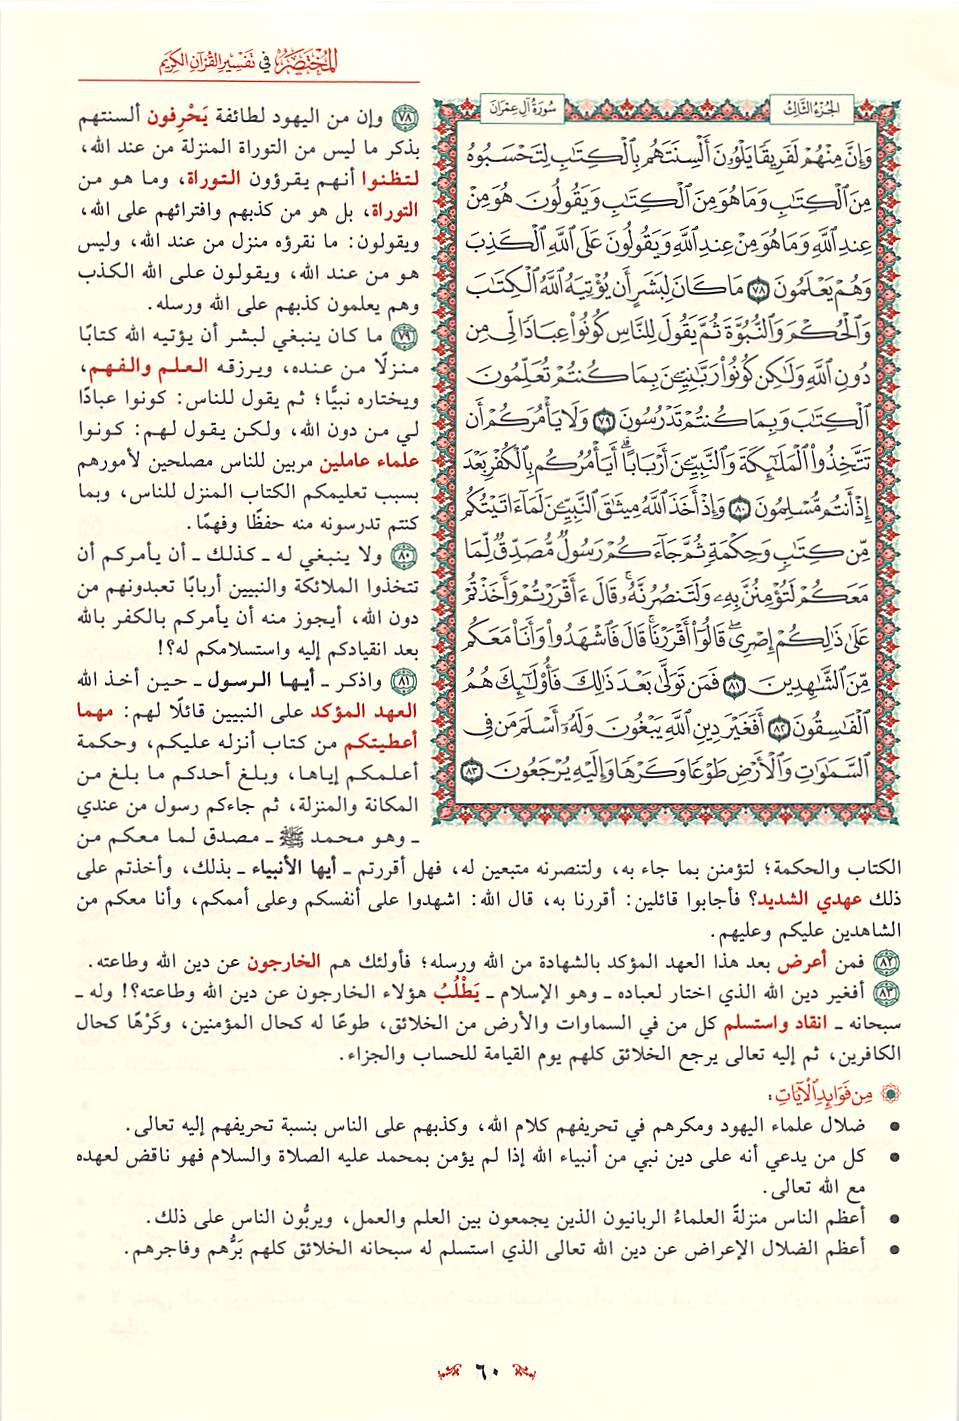 المختصر في تفسير القرآن الكريم
الجزء الثالث
سورة آل عمران
وَإِنَّ مِنْهُمْ لَفَرِيقًا يَلْوُۥنَ أَلْسِنَتَهُم بِٱلْكِتَٰبِ لِتَحْسَبُوهُ
مِنَ ٱلْكِتَٰبِ وَمَا هُوَ مِنَ ٱلْكِتَٰبِ وَيَقُولُونَ هُوَ مِنْ
عِندِ ٱللَّهِ وَمَا هُوَ مِنْ عِندِ ٱللَّهِ وَيَقُولُونَ عَلَى ٱللَّهِ ٱلْكَذِبَ
وَهُمْ يَعْلَمُونَ ٧٨ مَا كَانَ لِبَشَرٍ أَن يُؤْتِيَهُ ٱللَّهُ ٱلْكِتَٰبَ
وَٱلْحُكْمَ وَٱلنُّبُوَّةَ ثُمَّ يَقُولَ لِلنَّاسِ كُونُوا۟ عِبَادًا لِّى مِن
دُونِ ٱللَّهِ وَلَٰكِن كُونُوا۟ رَبَّٰنِيِّۦنَ بِمَا كُنتُمْ تُعَلِّمُونَ
ٱلْكِتَٰبَ وَبِمَا كُنتُمْ تَدْرُسُونَ ٧٩ وَلَا يَأْمُرَكُمْ أَن
تَتَّخِذُوا۟ ٱلْمَلَٰٓئِكَةَ وَٱلنَّبِيِّۦنَ أَرْبَابًا ۗ أَيَأْمُرُكُم بِٱلْكُفْرِ بَعْدَ
إِذْ أَنتُم مُّسْلِمُونَ ٨٠ وَإِذْ أَخَذَ ٱللَّهُ مِيثَٰقَ ٱلنَّبِيِّۦنَ لَمَآ ءَاتَيْتُكُم
مِّن كِتَٰبٍ وَحِكْمَةٍ ثُمَّ جَآءَكُمْ رَسُولٌ مُّصَدِّقٌ لِّمَا
مَعَكُمْ لَتُؤْمِنُنَّ بِهِۦ وَلَتَنصُرُنَّهُۥ ۚ قَالَ ءَأَقْرَرْتُمْ وَأَخَذْتُمْ
عَلَىٰ ذَٰلِكُمْ إِصْرِى ۖ قَالُوٓا۟ أَقْرَرْنَا ۚ قَالَ فَٱشْهَدُوا۟ وَأَنَا۠ مَعَكُم
مِّنَ ٱلشَّٰهِدِينَ ٨١ فَمَن تَوَلَّىٰ بَعْدَ ذَٰلِكَ فَأُو۟لَٰٓئِكَ هُمُ
ٱلْفَٰسِقُونَ ٨٢ أَفَغَيْرَ دِينِ ٱللَّهِ يَبْغُونَ وَلَهُۥٓ أَسْلَمَ مَن فِى
ٱلسَّمَٰوَٰتِ وَٱلْأَرْضِ طَوْعًا وَكَرْهًا وَإِلَيْهِ يُرْجَعُونَ ٨٣
٧٨ وإن من اليهود لطائفة يَحْرِفون ألسنتهم
بذكر ما ليس من التوراة المنزلة من عند الله،
لتظنوا أنهم يقرؤون التوراة، وما هو من
التوراة، بل هو من كذبهم وافترائهم على الله،
ويقولون: ما نقرؤه منزل من عند الله، وليس
هو من عند الله، ويقولون على الله الكذب
وهم يعلمون كذبهم على الله ورسله.
٧٩ ما كان ينبغي لبشر أن يؤتيه الله كتابًا
منزلًا من عنده، ويرزقه العلم والفهم،
ويختاره نبيًّا؛ ثم يقول للناس: كونوا عبادًا
لي من دون الله، ولكن يقول لهم: كونوا
علماء عاملين مربين للناس مصلحين لأمورهم
بسبب تعليمكم الكتاب المنزل للناس، وبما
كنتم تدرسونه منه حفظًا وفهمًا.
٨٠ ولا ينبغي له ـ كذلك ـ أن يأمركم أن
تتخذوا الملائكة والنبيين أربابًا تعبدونهم من
دون الله، أيجوز منه أن يأمركم بالكفر بالله
بعد انقيادكم إليه واستسلامكم له؟!
٨١ واذكر ـ أيها الرسول ـ حين أخذ الله
العهد المؤكد على النبيين قائلًا لهم: مهما
أعطيتكم من كتاب أنزله عليكم، وحكمة
أعلمكم إياها، وبلغ أحدكم ما بلغ من
المكانة والمنزلة، ثم جاءكم رسول من عندي
ـ وهو محمد ﷺ ـ مصدق لما معكم من
الكتاب والحكمة؛ لتؤمنن بما جاء به، ولتنصرنه متبعين له، فهل أقررتم ـ أيها الأنبياء ـ بذلك، وأخذتم على
ذلك عهدي الشديد؟ فأجابوا قائلين: أقررنا به، قال الله: اشهدوا على أنفسكم وعلى أممكم، وأنا معكم من
الشاهدين عليكم وعليهم.
٨٢ فمن أعرض بعد هذا العهد المؤكد بالشهادة من الله ورسله؛ فأولئك هم الخارجون عن دين الله وطاعته.
٨٣ أفغير دين الله الذي اختار لعباده ـ وهو الإسلام ـ يَطْلُبُ هؤلاء الخارجون عن دين الله وطاعته؟! وله ـ
سبحانه ـ انقاد واستسلم كل من في السماوات والأرض من الخلائق، طوعًا له كحال المؤمنين، وكَرْهًا كحال
الكافرين، ثم إليه تعالى يرجع الخلائق كلهم يوم القيامة للحساب والجزاء.
من فوائد الآيات:
• ضلال علماء اليهود ومكرهم في تحريفهم كلام الله، وكذبهم على الناس بنسبة تحريفهم إليه تعالى.
• كل من يدعي أنه على دين نبي من أنبياء الله إذا لم يؤمن بمحمد عليه الصلاة والسلام فهو ناقض لعهده
مع الله تعالى.
• أعظم الناس منزلةً العلماءُ الربانيون الذين يجمعون بين العلم والعمل، ويربُّون الناس على ذلك.
• أعظم الضلال الإعراض عن دين الله تعالى الذي استسلم له سبحانه الخلائق كلهم بَرُّهم وفاجرهم.
٦٠